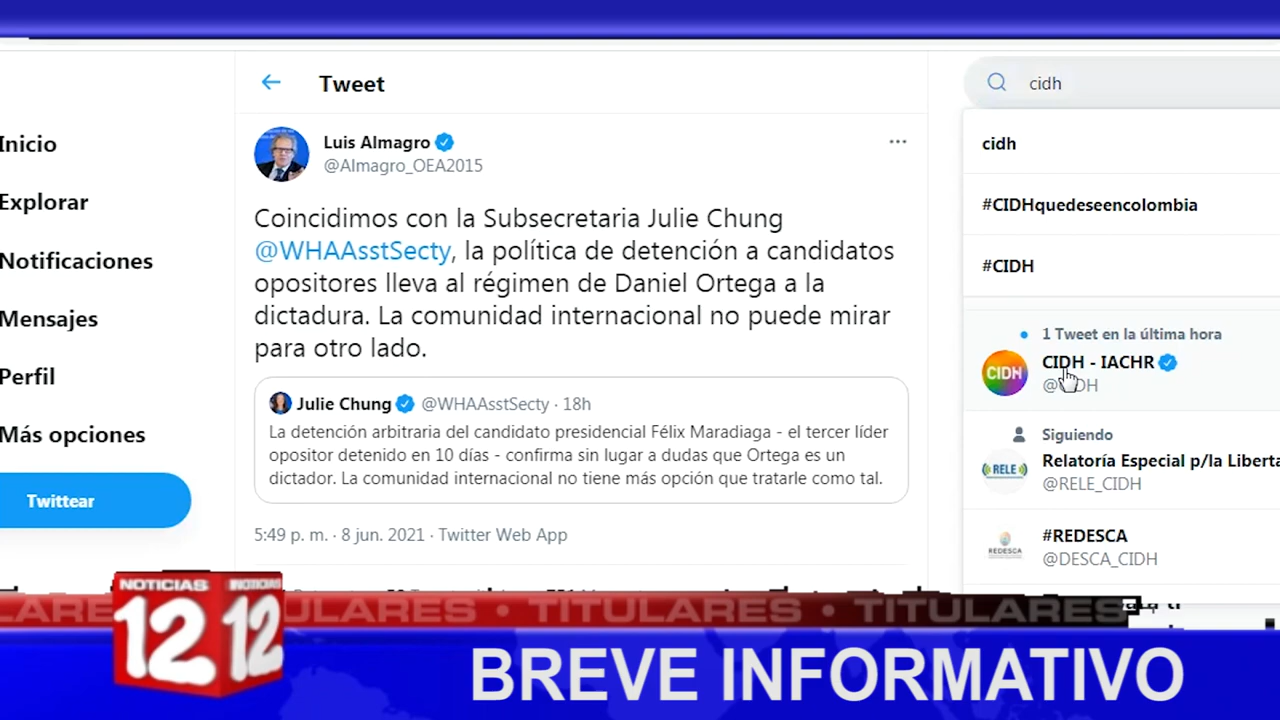 Tweet
cidh
Inicio
Explorar
Notificaciones
Mensajes
Perfil
Más opciones
Twittear
Luis Almagro
@Almagro_OEA2015
Coincidimos con la Subsecretaria Julie Chung
@WHAAsstSecty, la política de detención a candidatos
opositores lleva al régimen de Daniel Ortega a la
dictadura. La comunidad internacional no puede mirar
para otro lado.
Julie Chung @WHAAsstSecty · 18h
La detención arbitraria del candidato presidencial Félix Maradiaga - el tercer líder
opositor detenido en 10 días - confirma sin lugar a dudas que Ortega es un
dictador. La comunidad internacional no tiene más opción que tratarle como tal.
5:49 p. m. · 8 jun. 2021 · Twitter Web App
cidh
#CIDHquedeseencolombia
#CIDH
1 Tweet en la última hora
CIDH
CIDH - IACHR
Siguiendo
RELE
Relatoría Especial p/la Liberta
@RELE_CIDH
REDESCA
#REDESCA
@DESCA_CIDH
TITULARES • TITULARES
NOTICIAS NOTICIAS
12 12
BREVE INFORMATIVO